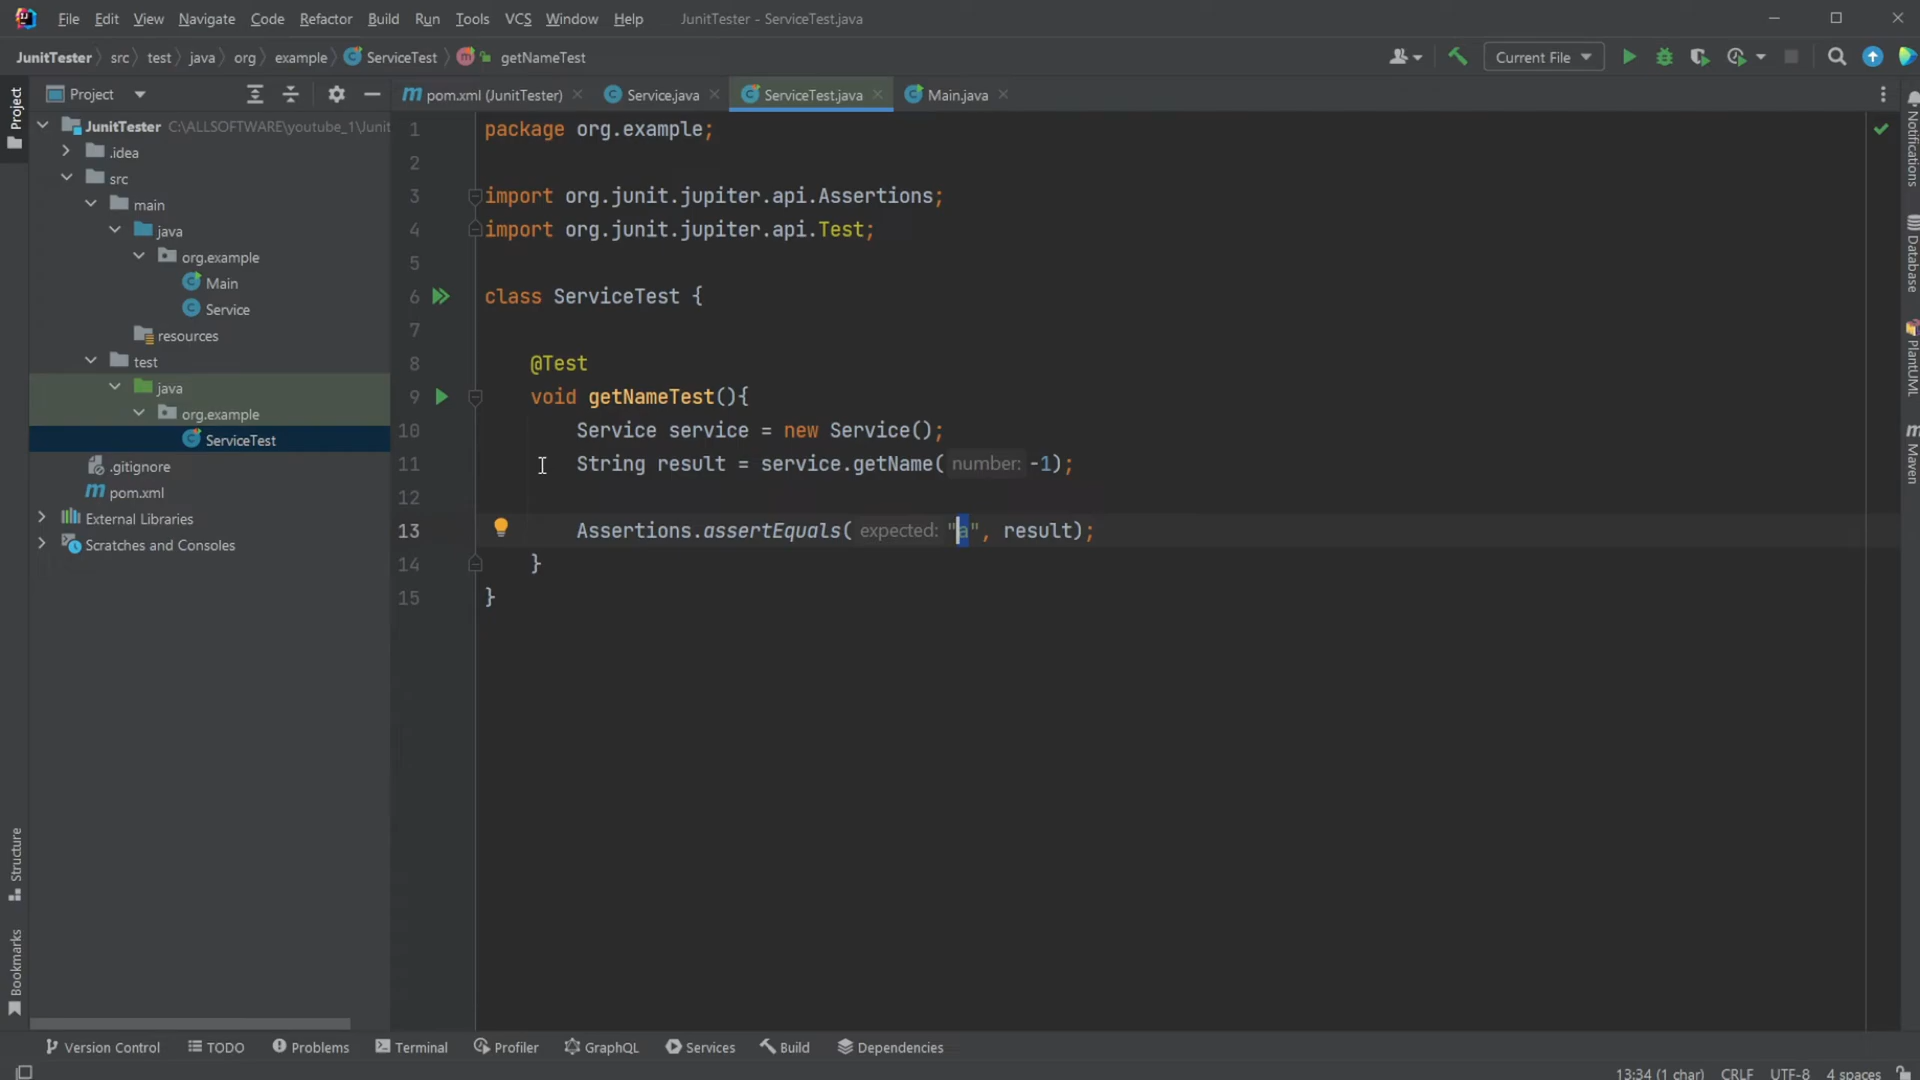 File Edit View Navigate Code Refactor Build Run Tools VCS Window Help JunitTester - ServiceTest.java
JunitTester src test java org example ServiceTest getNameTest Current File
Project
Project
pom.xml (JunitTester) Service.java ServiceTest.java Main.java
JunitTester C:\ALLSOFTWARE\youtube_1\Junit
.idea
src
main
java
org.example
Main
Service
resources
test
java
org.example
ServiceTest
.gitignore
pom.xml
External Libraries
Scratches and Consoles
1 package org.example;
2
3 import org.junit.jupiter.api.Assertions;
4 import org.junit.jupiter.api.Test;
5
6 class ServiceTest {
7
8 @Test
9 void getNameTest(){
10 Service service = new Service();
11 String result = service.getName( number: -1);
12
13 Assertions.assertEquals( expected: "a", result);
14 }
15 }
Notifications
Database
PlantUML
Maven
Structure
Bookmarks
Version Control TODO Problems Terminal Profiler GraphQL Services Build Dependencies
13:34 (1 char) CRLF UTF-8 4 spaces